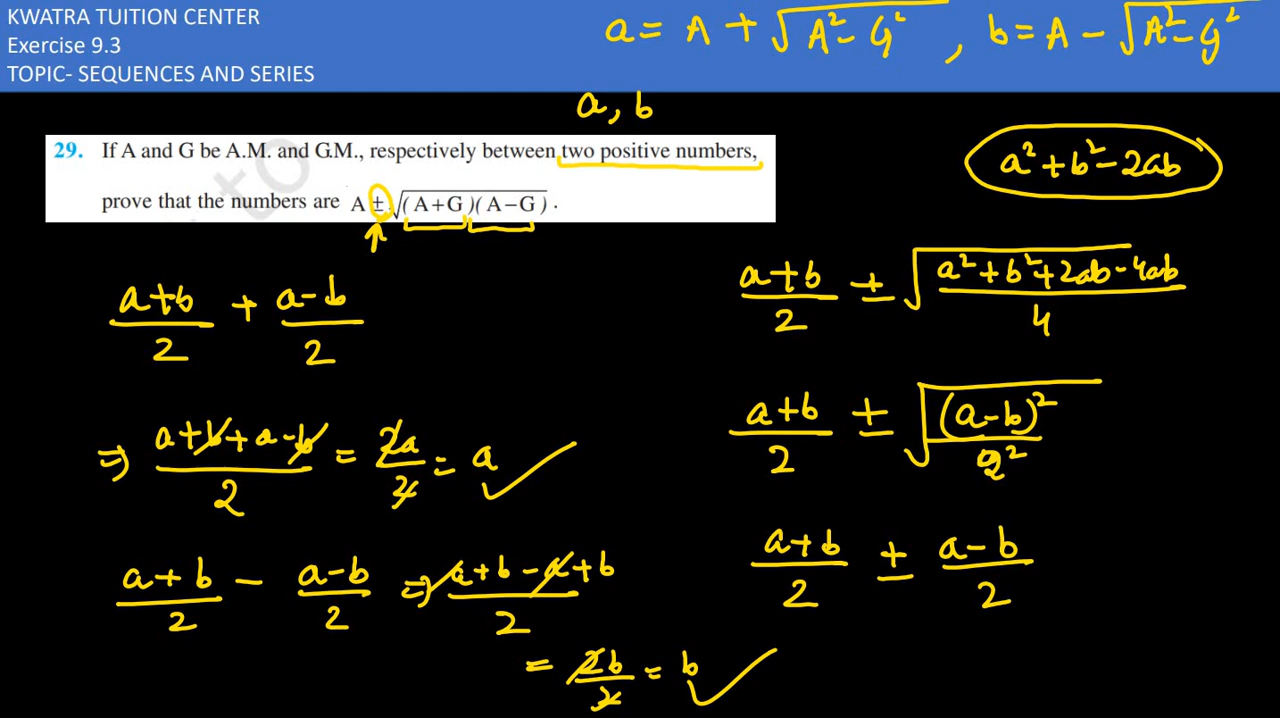 KWATRA TUITION CENTER
Exercise 9.3
TOPIC- SEQUENCES AND SERIES
a = A + √(A² - G²) , b = A - √(A² - G²)
a, b
29. If A and G be A.M. and G.M., respectively between two positive numbers,
prove that the numbers are A ± √((A+G)(A−G)).
a² + b² - 2ab
(a+b)/2 ± √((a² + b² + 2ab - 4ab)/4)
(a+b)/2 ± √((a-b)²/2²)
(a+b)/2 ± (a-b)/2
(a+b)/2 + (a-b)/2
⇒ (a+b+a-b)/2 = 2a/2 = a ✓
(a+b)/2 - (a-b)/2 ⇒ (a+b-a+b)/2
= 2b/2 = b ✓